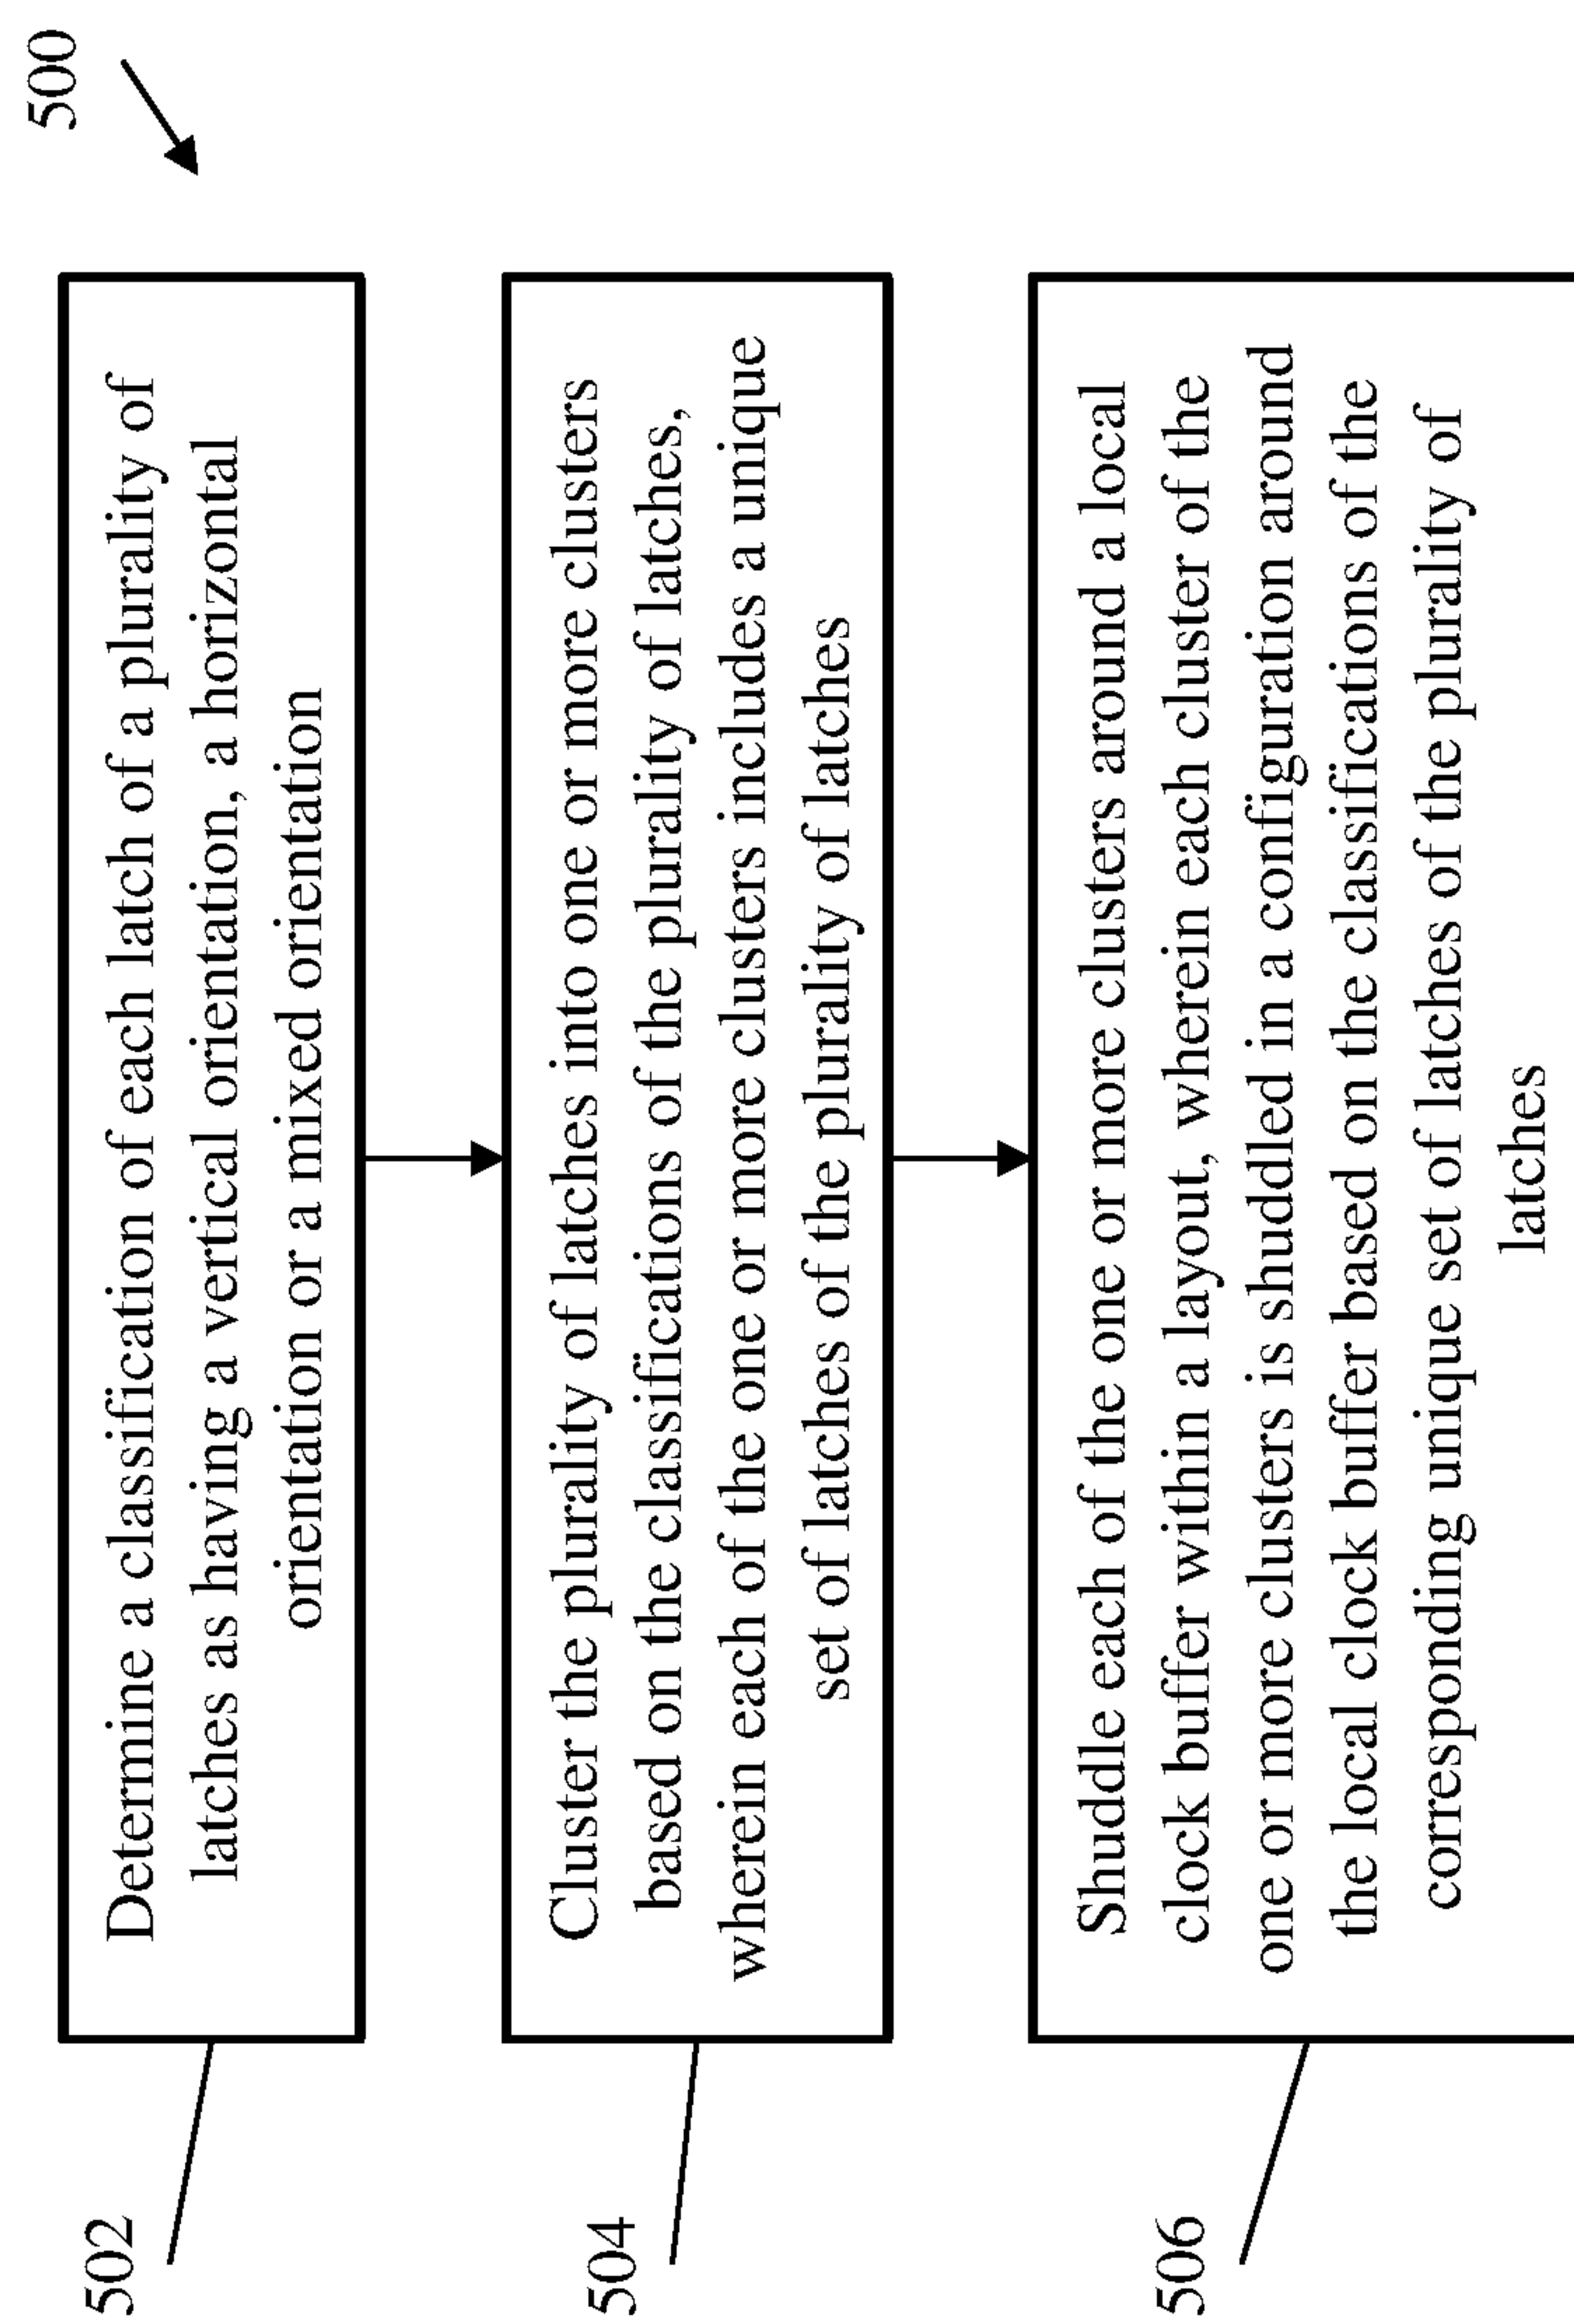 500
502
Determine a classification of each latch of a plurality of
latches as having a vertical orientation, a horizontal
orientation or a mixed orientation
504
Cluster the plurality of latches into one or more clusters
based on the classifications of the plurality of latches,
wherein each of the one or more clusters includes a unique
set of latches of the plurality of latches
506
Shuddle each of the one or more clusters around a local
clock buffer within a layout, wherein each cluster of the
one or more clusters is shuddled in a configuration around
the local clock buffer based on the classifications of the
corresponding unique set of latches of the plurality of
latches